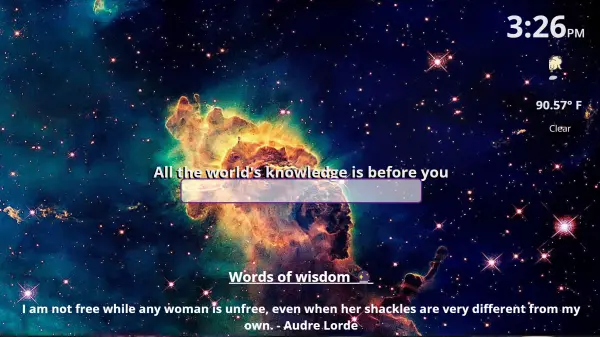 3:26PM
90.57° F
Clear
All the world's knowledge is before you
Words of wisdom
I am not free while any woman is unfree, even when her shackles are very different from my
own. - Audre Lorde